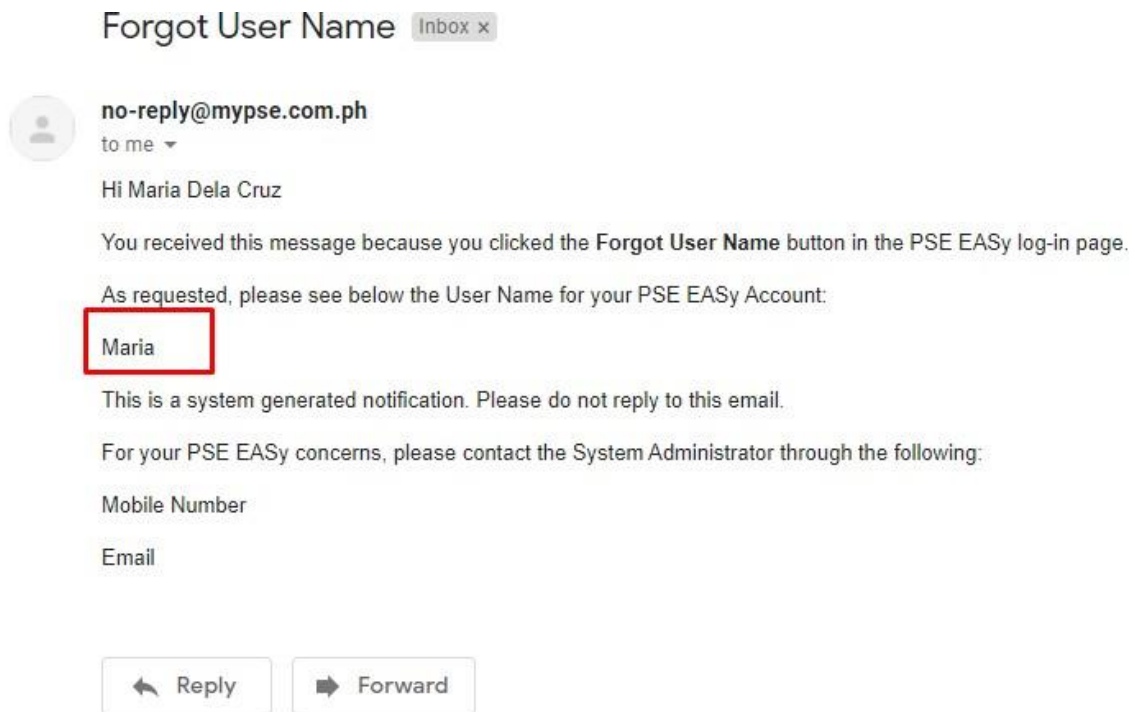 Forgot User Name Inbox x
no-reply@mypse.com.ph
to me
Hi Maria Dela Cruz
You received this message because you clicked the Forgot User Name button in the PSE EASy log-in page.
As requested, please see below the User Name for your PSE EASy Account:
Maria
This is a system generated notification. Please do not reply to this email.
For your PSE EASy concerns, please contact the System Administrator through the following:
Mobile Number
Email
Reply Forward